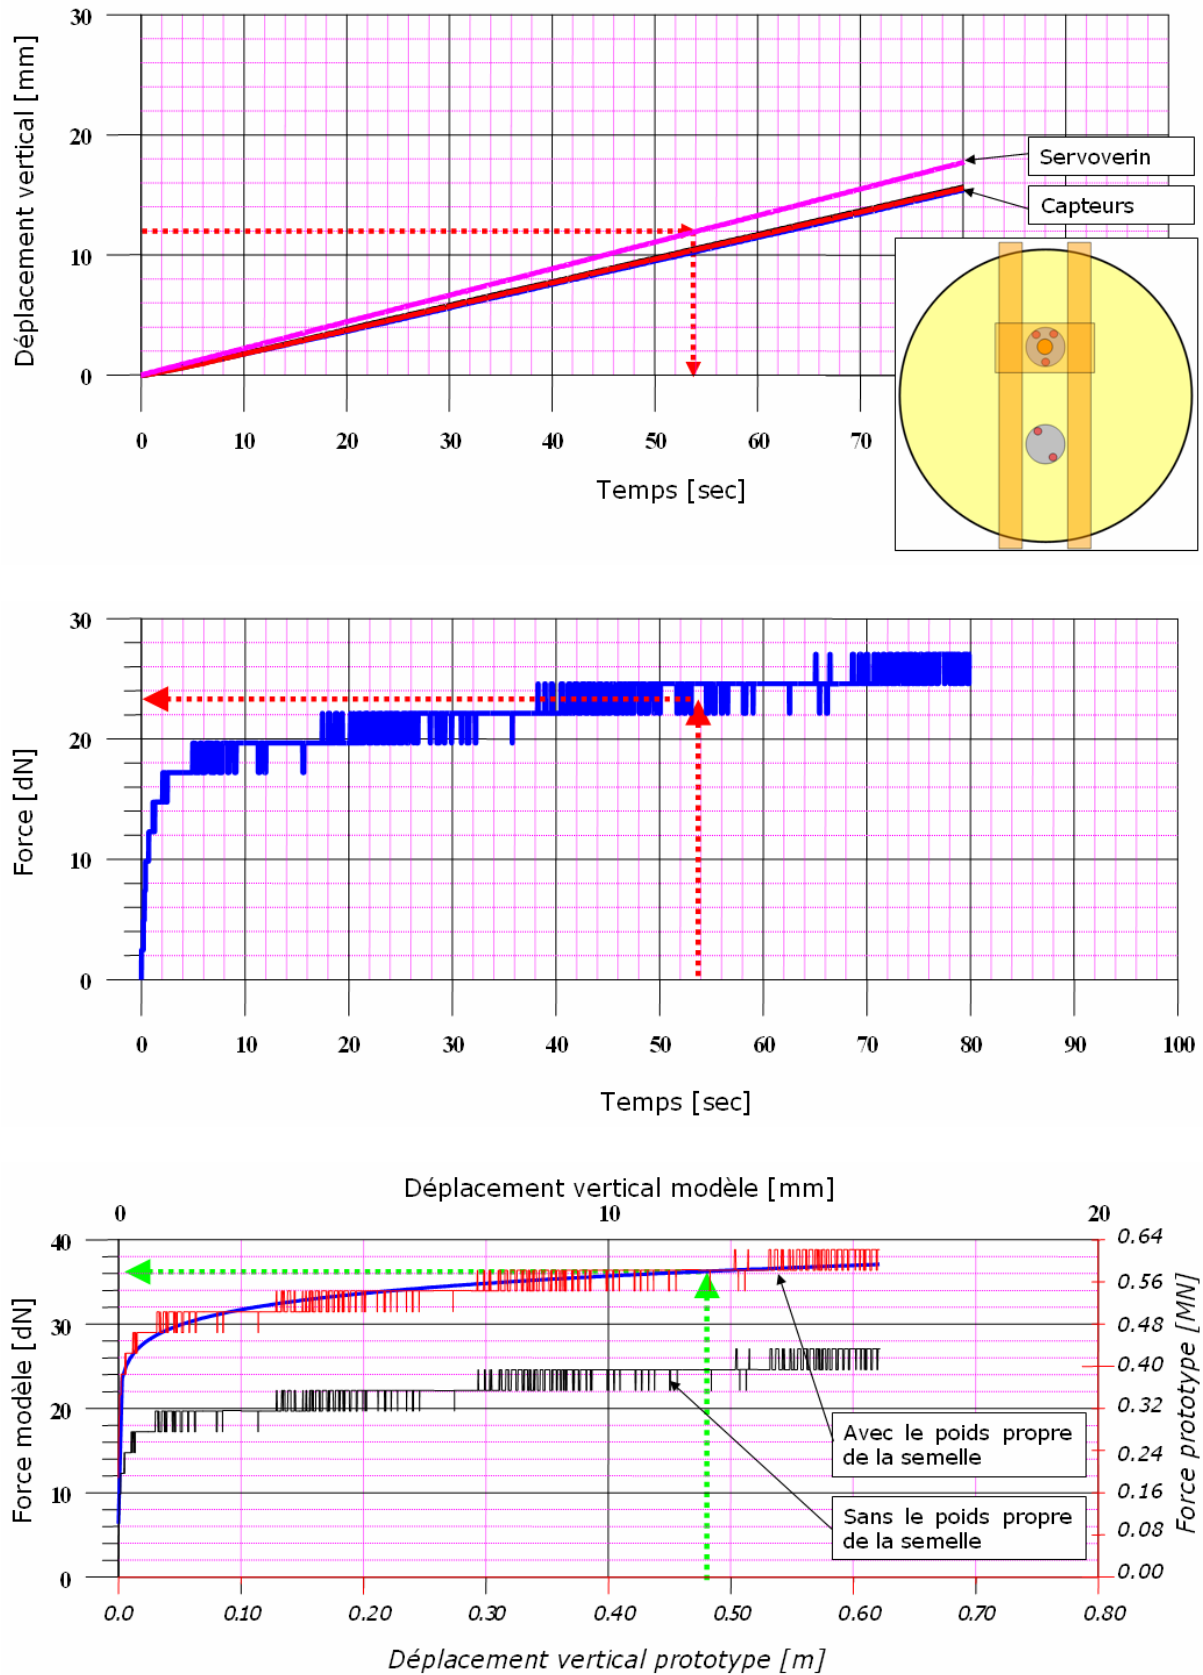 Déplacement vertical [mm]
30
20
10
0
Servoverin
Capteurs
0 10 20 30 40 50 60 70
Temps [sec]
Force [dN]
30
20
10
0
0 10 20 30 40 50 60 70 80 90 100
Temps [sec]
Déplacement vertical modèle [mm]
0 10 20
Force modèle [dN]
40
30
20
10
0
0.64
0.56
0.48
0.40
0.32
0.24
0.16
0.08
0.00
Force prototype [MN]
Avec le poids propre
de la semelle
Sans le poids propre
de la semelle
0.0 0.10 0.20 0.30 0.40 0.50 0.60 0.70 0.80
Déplacement vertical prototype [m]